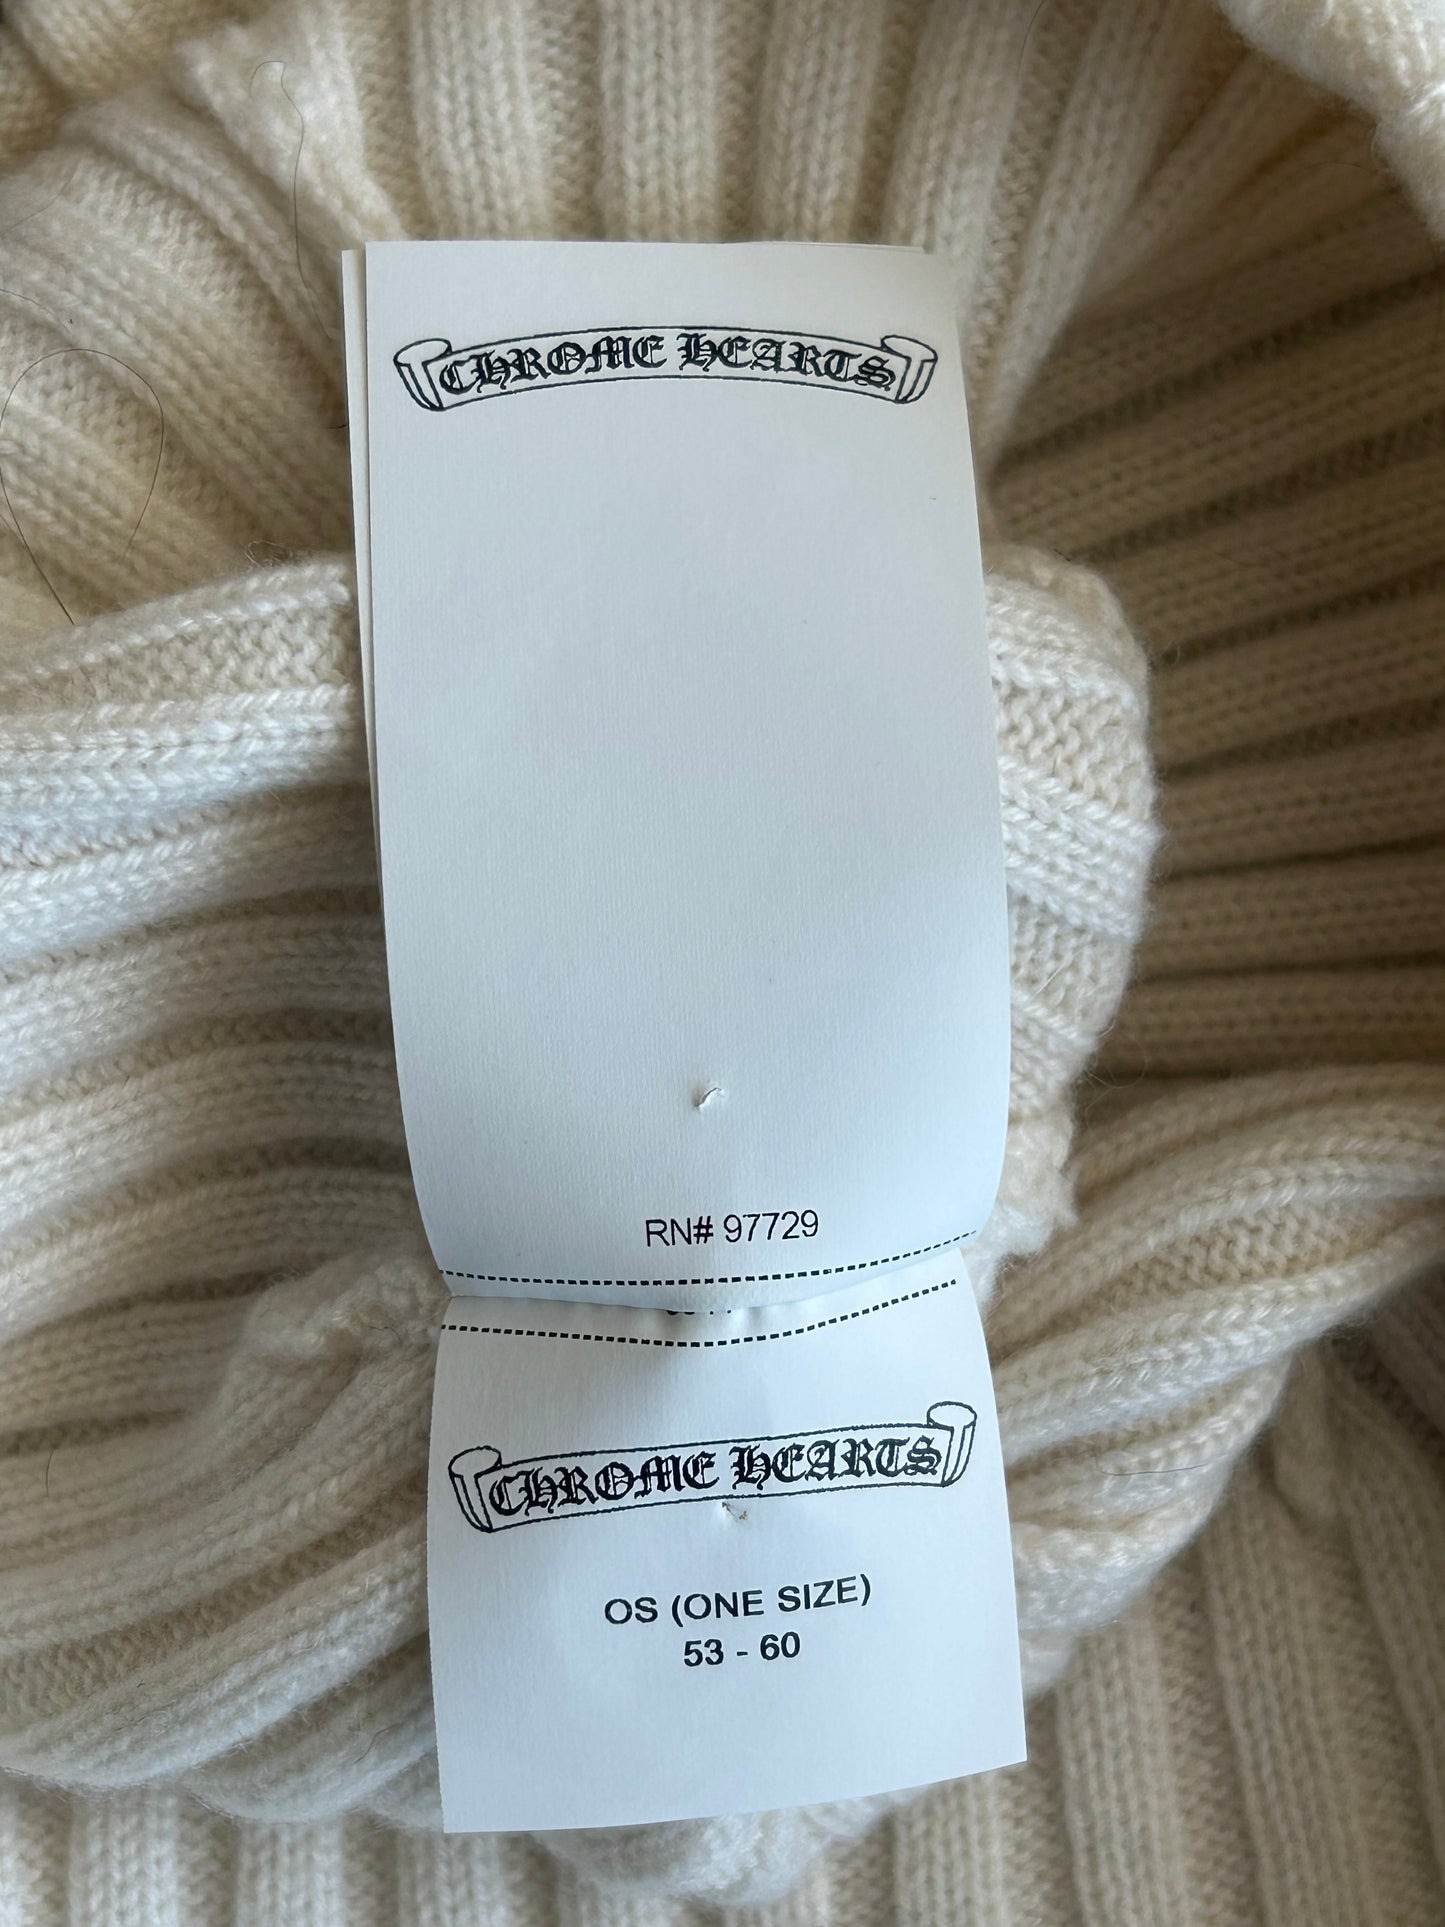 CHROME HEARTS
RN# 97729
CHROME HEARTS
OS (ONE SIZE)
53 - 60